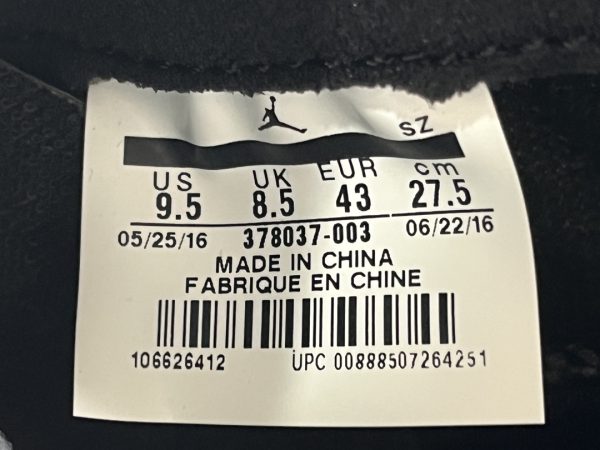 SZ
US UK EUR cm
9.5 8.5 43 27.5
05/25/16 378037-003 06/22/16
MADE IN CHINA
FABRIQUE EN CHINE
106626412 UPC 00888507264251